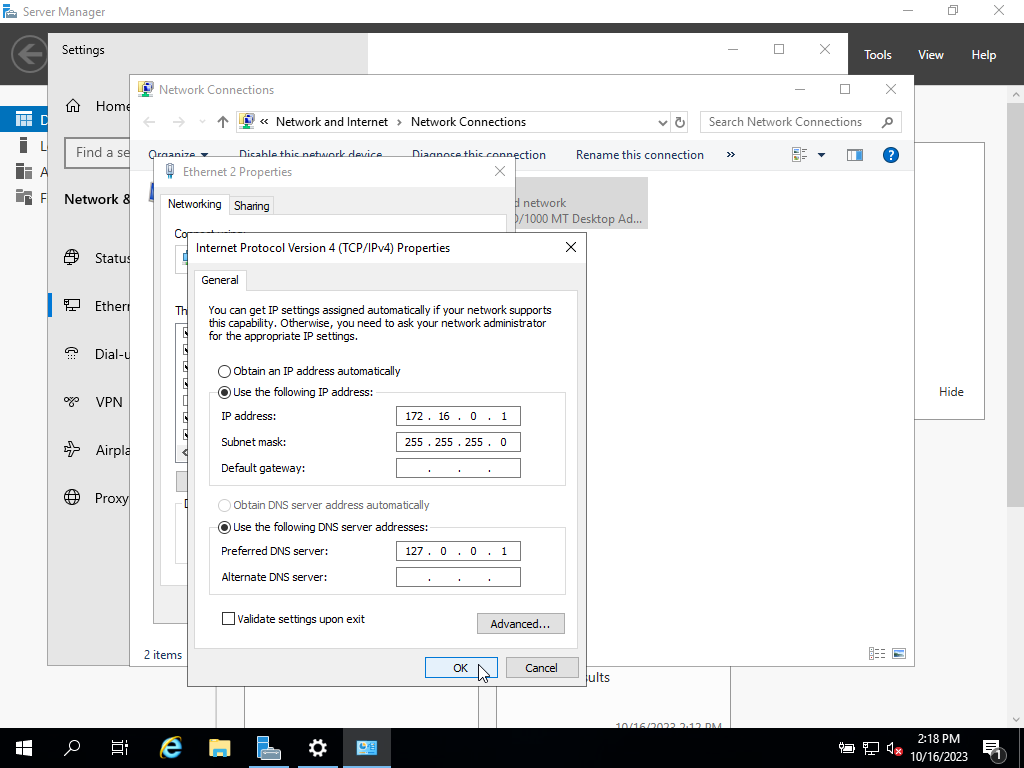 Server Manager
Settings
Tools View Help
Network Connections
Home
« Network and Internet › Network Connections
Search Network Connections
Find a se
Organize Disable this network device Diagnose this connection Rename this connection »
Ethernet 2 Properties
Networking Sharing
Network &
d network
0/1000 MT Desktop Ad...
Internet Protocol Version 4 (TCP/IPv4) Properties
General
Status
You can get IP settings assigned automatically if your network supports
this capability. Otherwise, you need to ask your network administrator
for the appropriate IP settings.
Ethern
Th
Dial-u
Obtain an IP address automatically
Use the following IP address:
Hide
VPN
IP address: 172 . 16 . 0 . 1
Subnet mask: 255 . 255 . 255 . 0
Airpla
Default gateway: . . .
Proxy
Obtain DNS server address automatically
Use the following DNS server addresses:
Preferred DNS server: 127 . 0 . 0 . 1
Alternate DNS server: . . .
Validate settings upon exit
Advanced...
2 items
OK Cancel
sults
10/16/2023 2:12 PM
2:18 PM
10/16/2023
1